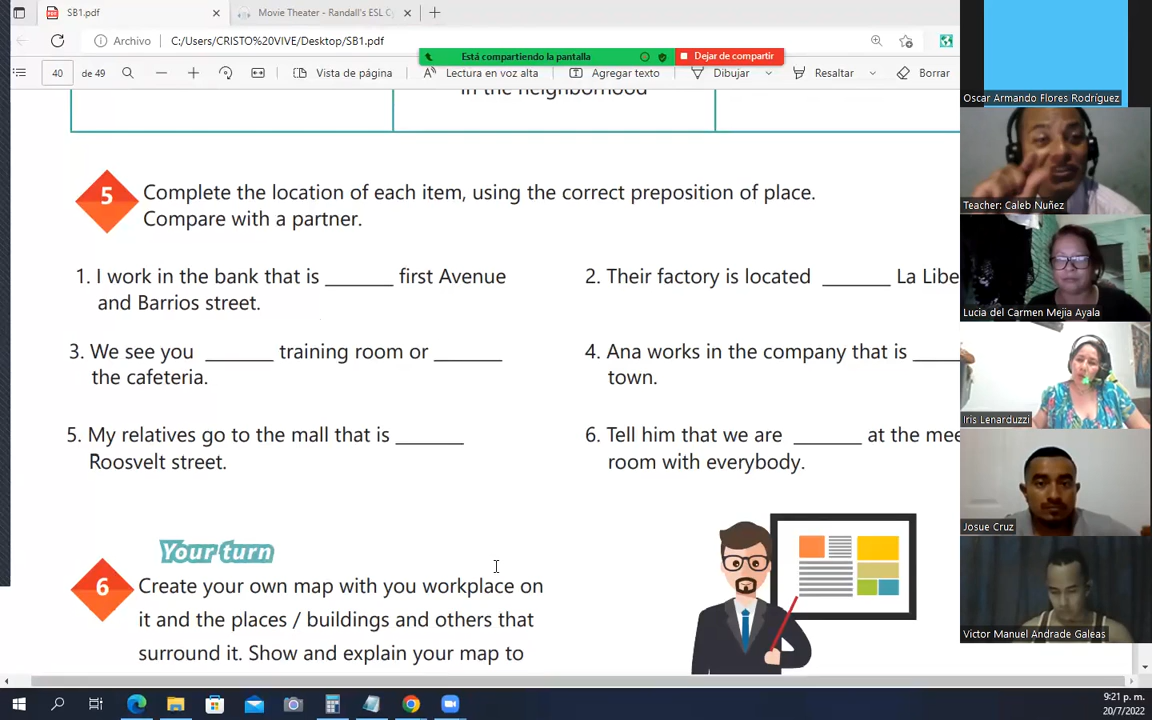 SB1.pdf
Movie Theater - Randall's ESL C
Archivo
C:/Users/CRISTO%20VIVE/Desktop/SB1.pdf
Está compartiendo la pantalla
Dejar de compartir
40
de 49
Vista de página
Lectura en voz alta
Agregar texto
Dibujar
Resaltar
Borrar
in the neighborhood
5
Complete the location of each item, using the correct preposition of place.
Compare with a partner.
1. I work in the bank that is _______ first Avenue
and Barrios street.
2. Their factory is located _______ La Libe
3. We see you _______ training room or _______
the cafeteria.
4. Ana works in the company that is _____
town.
5. My relatives go to the mall that is _______
Roosvelt street.
6. Tell him that we are _______ at the mee
room with everybody.
Your turn
6
Create your own map with you workplace on
it and the places / buildings and others that
surround it. Show and explain your map to
Oscar Armando Flores Rodríguez
Teacher: Caleb Nuñez
Lucia del Carmen Mejia Ayala
Iris Lenarduzzi
Josue Cruz
Victor Manuel Andrade Galeas
9:21 p. m.
20/7/2022